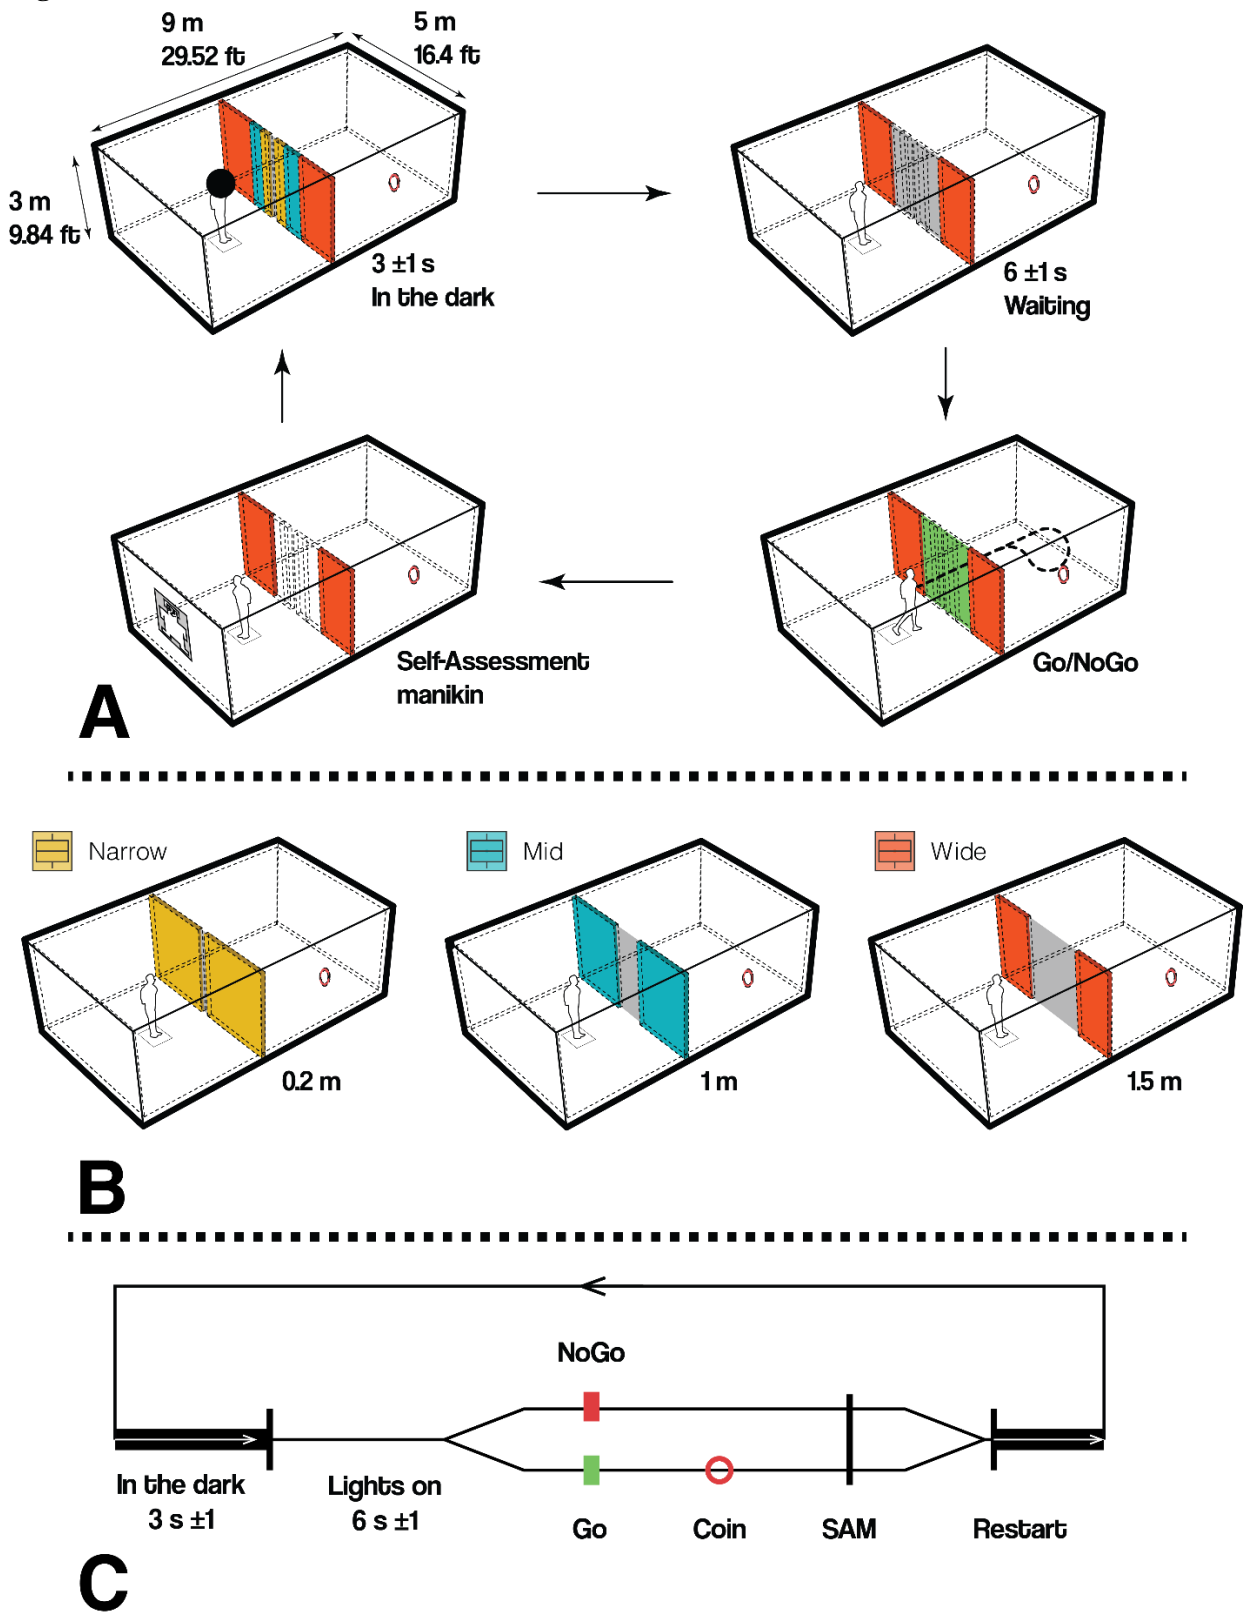 9 m
29.52 ft
5 m
16.4 ft
3 m
9.84 ft
3 ±1 s
In the dark
6 ±1 s
Waiting
Self-Assessment
manikin
Go/NoGo
A
Narrow
Mid
Wide
0.2 m
1 m
1.5 m
B
NoGo
In the dark
3 s ±1
Lights on
6 s ±1
Go
Coin
SAM
Restart
C